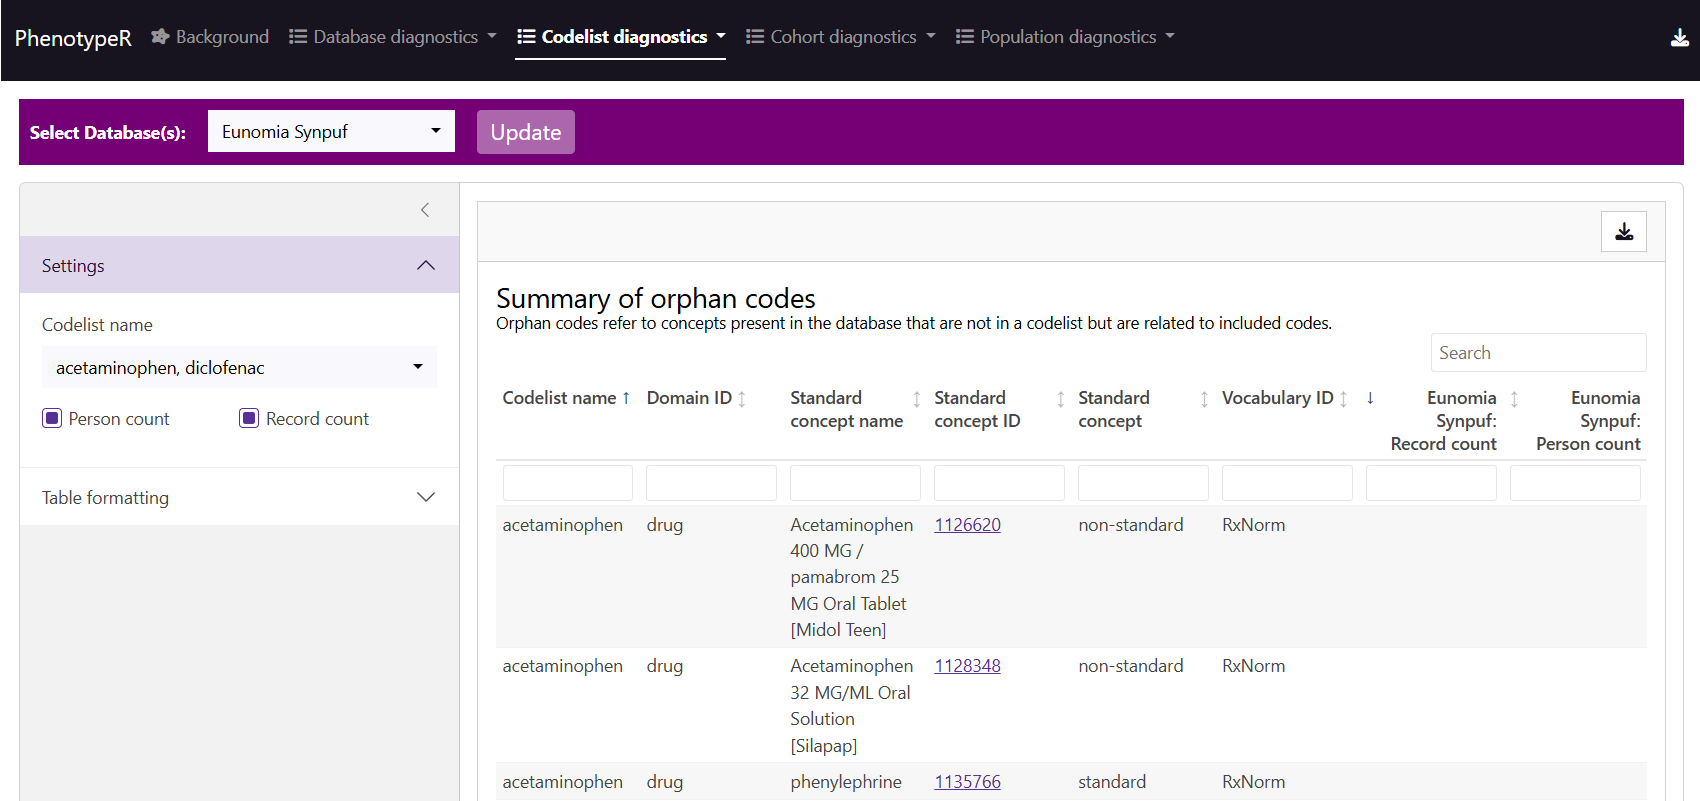 PhenotypeR Background Database diagnostics Codelist diagnostics Cohort diagnostics Population diagnostics
Select Database(s): Eunomia Synpuf Update
Settings
Codelist name
acetaminophen, diclofenac
Person count Record count
Table formatting
Summary of orphan codes
Orphan codes refer to concepts present in the database that are not in a codelist but are related to included codes.
Search
Codelist name ↑ Domain ID Standard concept name Standard concept ID Standard concept Vocabulary ID ↓ Eunomia Synpuf: Record count Eunomia Synpuf: Person count
acetaminophen drug Acetaminophen 1126620 non-standard RxNorm
400 MG /
pamabrom 25
MG Oral Tablet
[Midol Teen]
acetaminophen drug Acetaminophen 1128348 non-standard RxNorm
32 MG/ML Oral
Solution
[Silapap]
acetaminophen drug phenylephrine 1135766 standard RxNorm